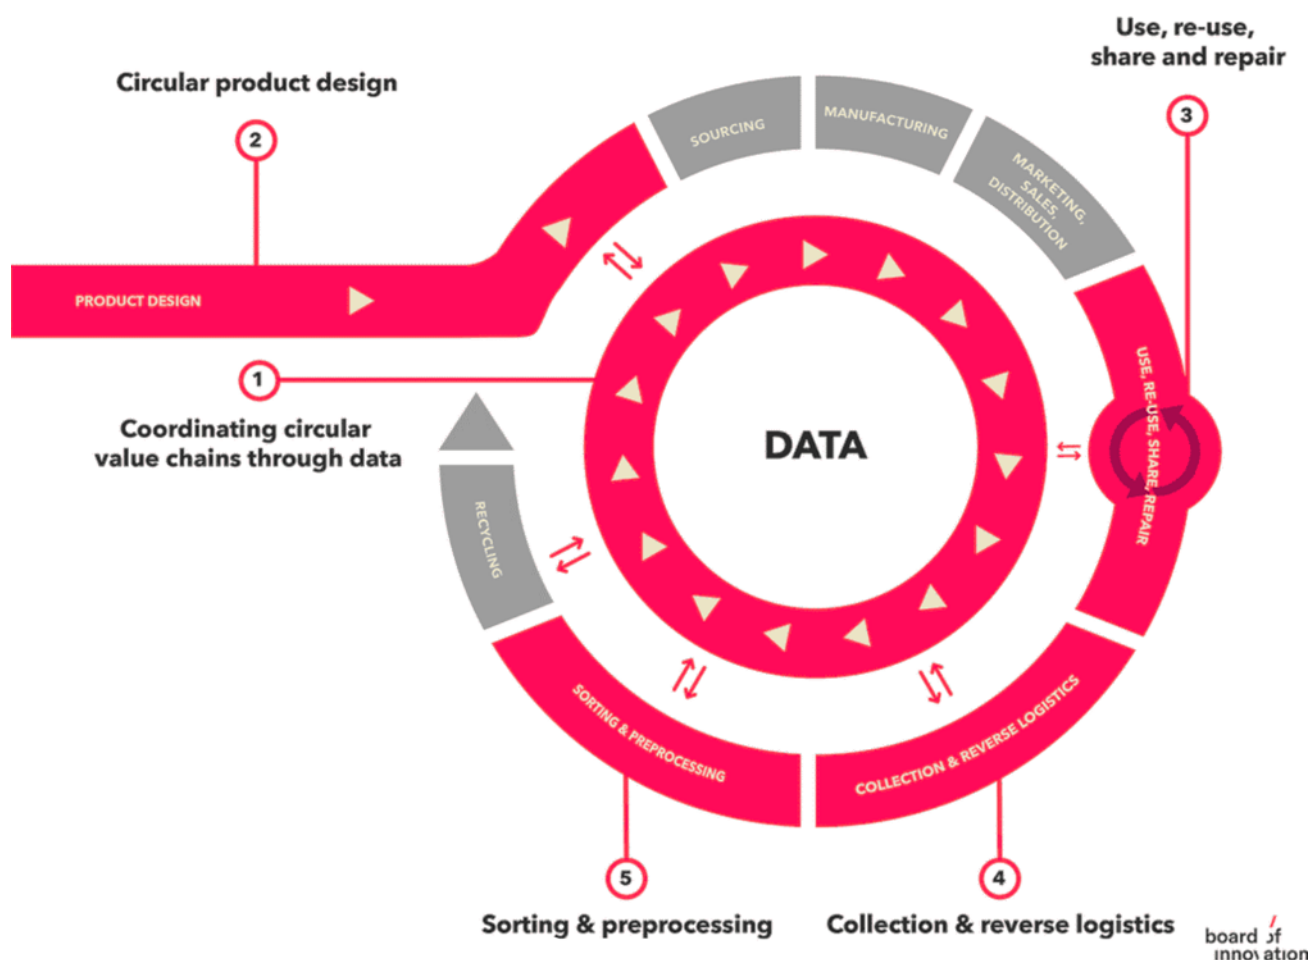 Use, re-use,
share and repair
Circular product design
3
2
SOURCING
MANUFACTURING
MARKETING,
SALES,
DISTRIBUTION
PRODUCT DESIGN
1
Coordinating circular
value chains through data
DATA
USE, RE-USE, SHARE, REPAIR
RECYCLING
SORTING & PREPROCESSING
COLLECTION & REVERSE LOGISTICS
5
4
Sorting & preprocessing
Collection & reverse logistics
board of
innovation